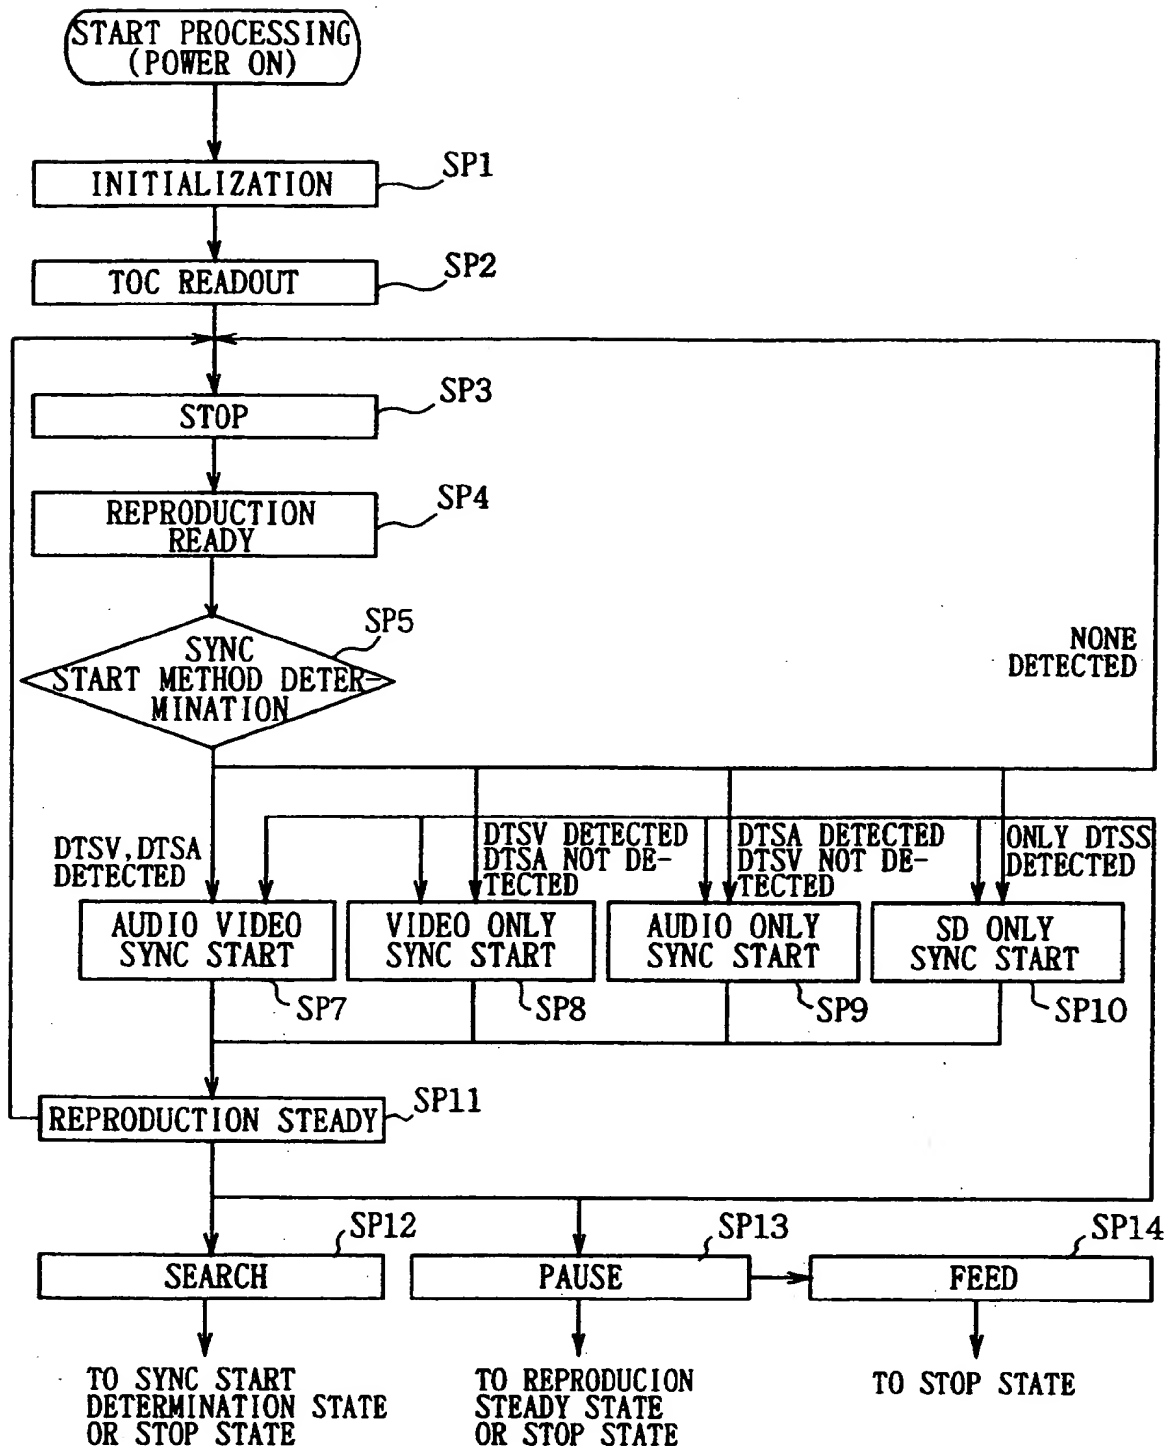 START PROCESSING
(POWER ON)
INITIALIZATION
SP1
TOC READOUT
SP2
STOP
SP3
REPRODUCTION
READY
SP4
SYNC
START METHOD DETER-
MINATION
SP5
NONE
DETECTED
DTSV, DTSA
DETECTED
DTSV DETECTED
DTSA NOT DE-
TECTED
DTSA DETECTED
DTSV NOT DE-
TECTED
ONLY DTSS
DETECTED
AUDIO VIDEO
SYNC START
SP7
VIDEO ONLY
SYNC START
SP8
AUDIO ONLY
SYNC START
SP9
SD ONLY
SYNC START
SP10
REPRODUCTION STEADY
SP11
SEARCH
SP12
PAUSE
SP13
FEED
SP14
TO SYNC START
DETERMINATION STATE
OR STOP STATE
TO REPRODUCION
STEADY STATE
OR STOP STATE
TO STOP STATE